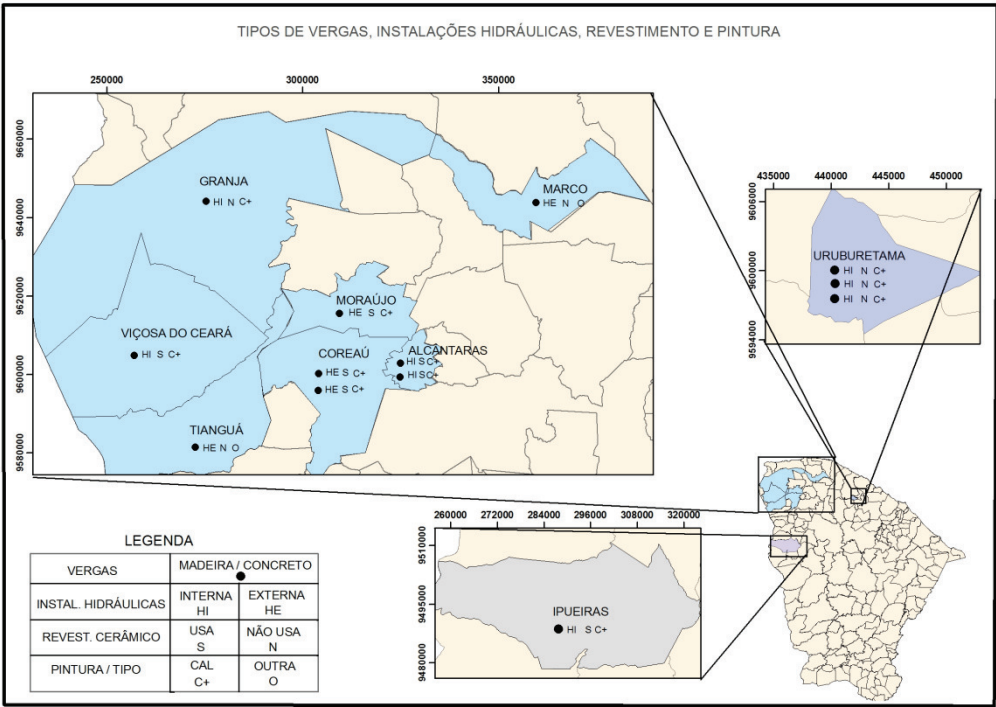 TIPOS DE VERGAS, INSTALAÇÕES HIDRÁULICAS, REVESTIMENTO E PINTURA
250000 300000 350000
9660000
9640000
9620000
9600000
9580000
GRANJA
HI N C+
MARCO
HE N O
MORAÚJO
HE S C+
VIÇOSA DO CEARÁ
HI S C+
COREAÚ
HE S C+
HE S C+
ALCÂNTARAS
HI S C+
HI S C+
TIANGUÁ
HE N O
435000 440000 445000 450000
9606000
9600000
9594000
URUBURETAMA
HI N C+
HI N C+
HI N C+
260000 272000 284000 296000 308000 320000
9510000
9495000
9480000
IPUEIRAS
HI S C+
LEGENDA
VERGAS MADEIRA / CONCRETO
INSTAL. HIDRÁULICAS INTERNA HI EXTERNA HE
REVEST. CERÂMICO USA S NÃO USA N
PINTURA / TIPO CAL C+ OUTRA O